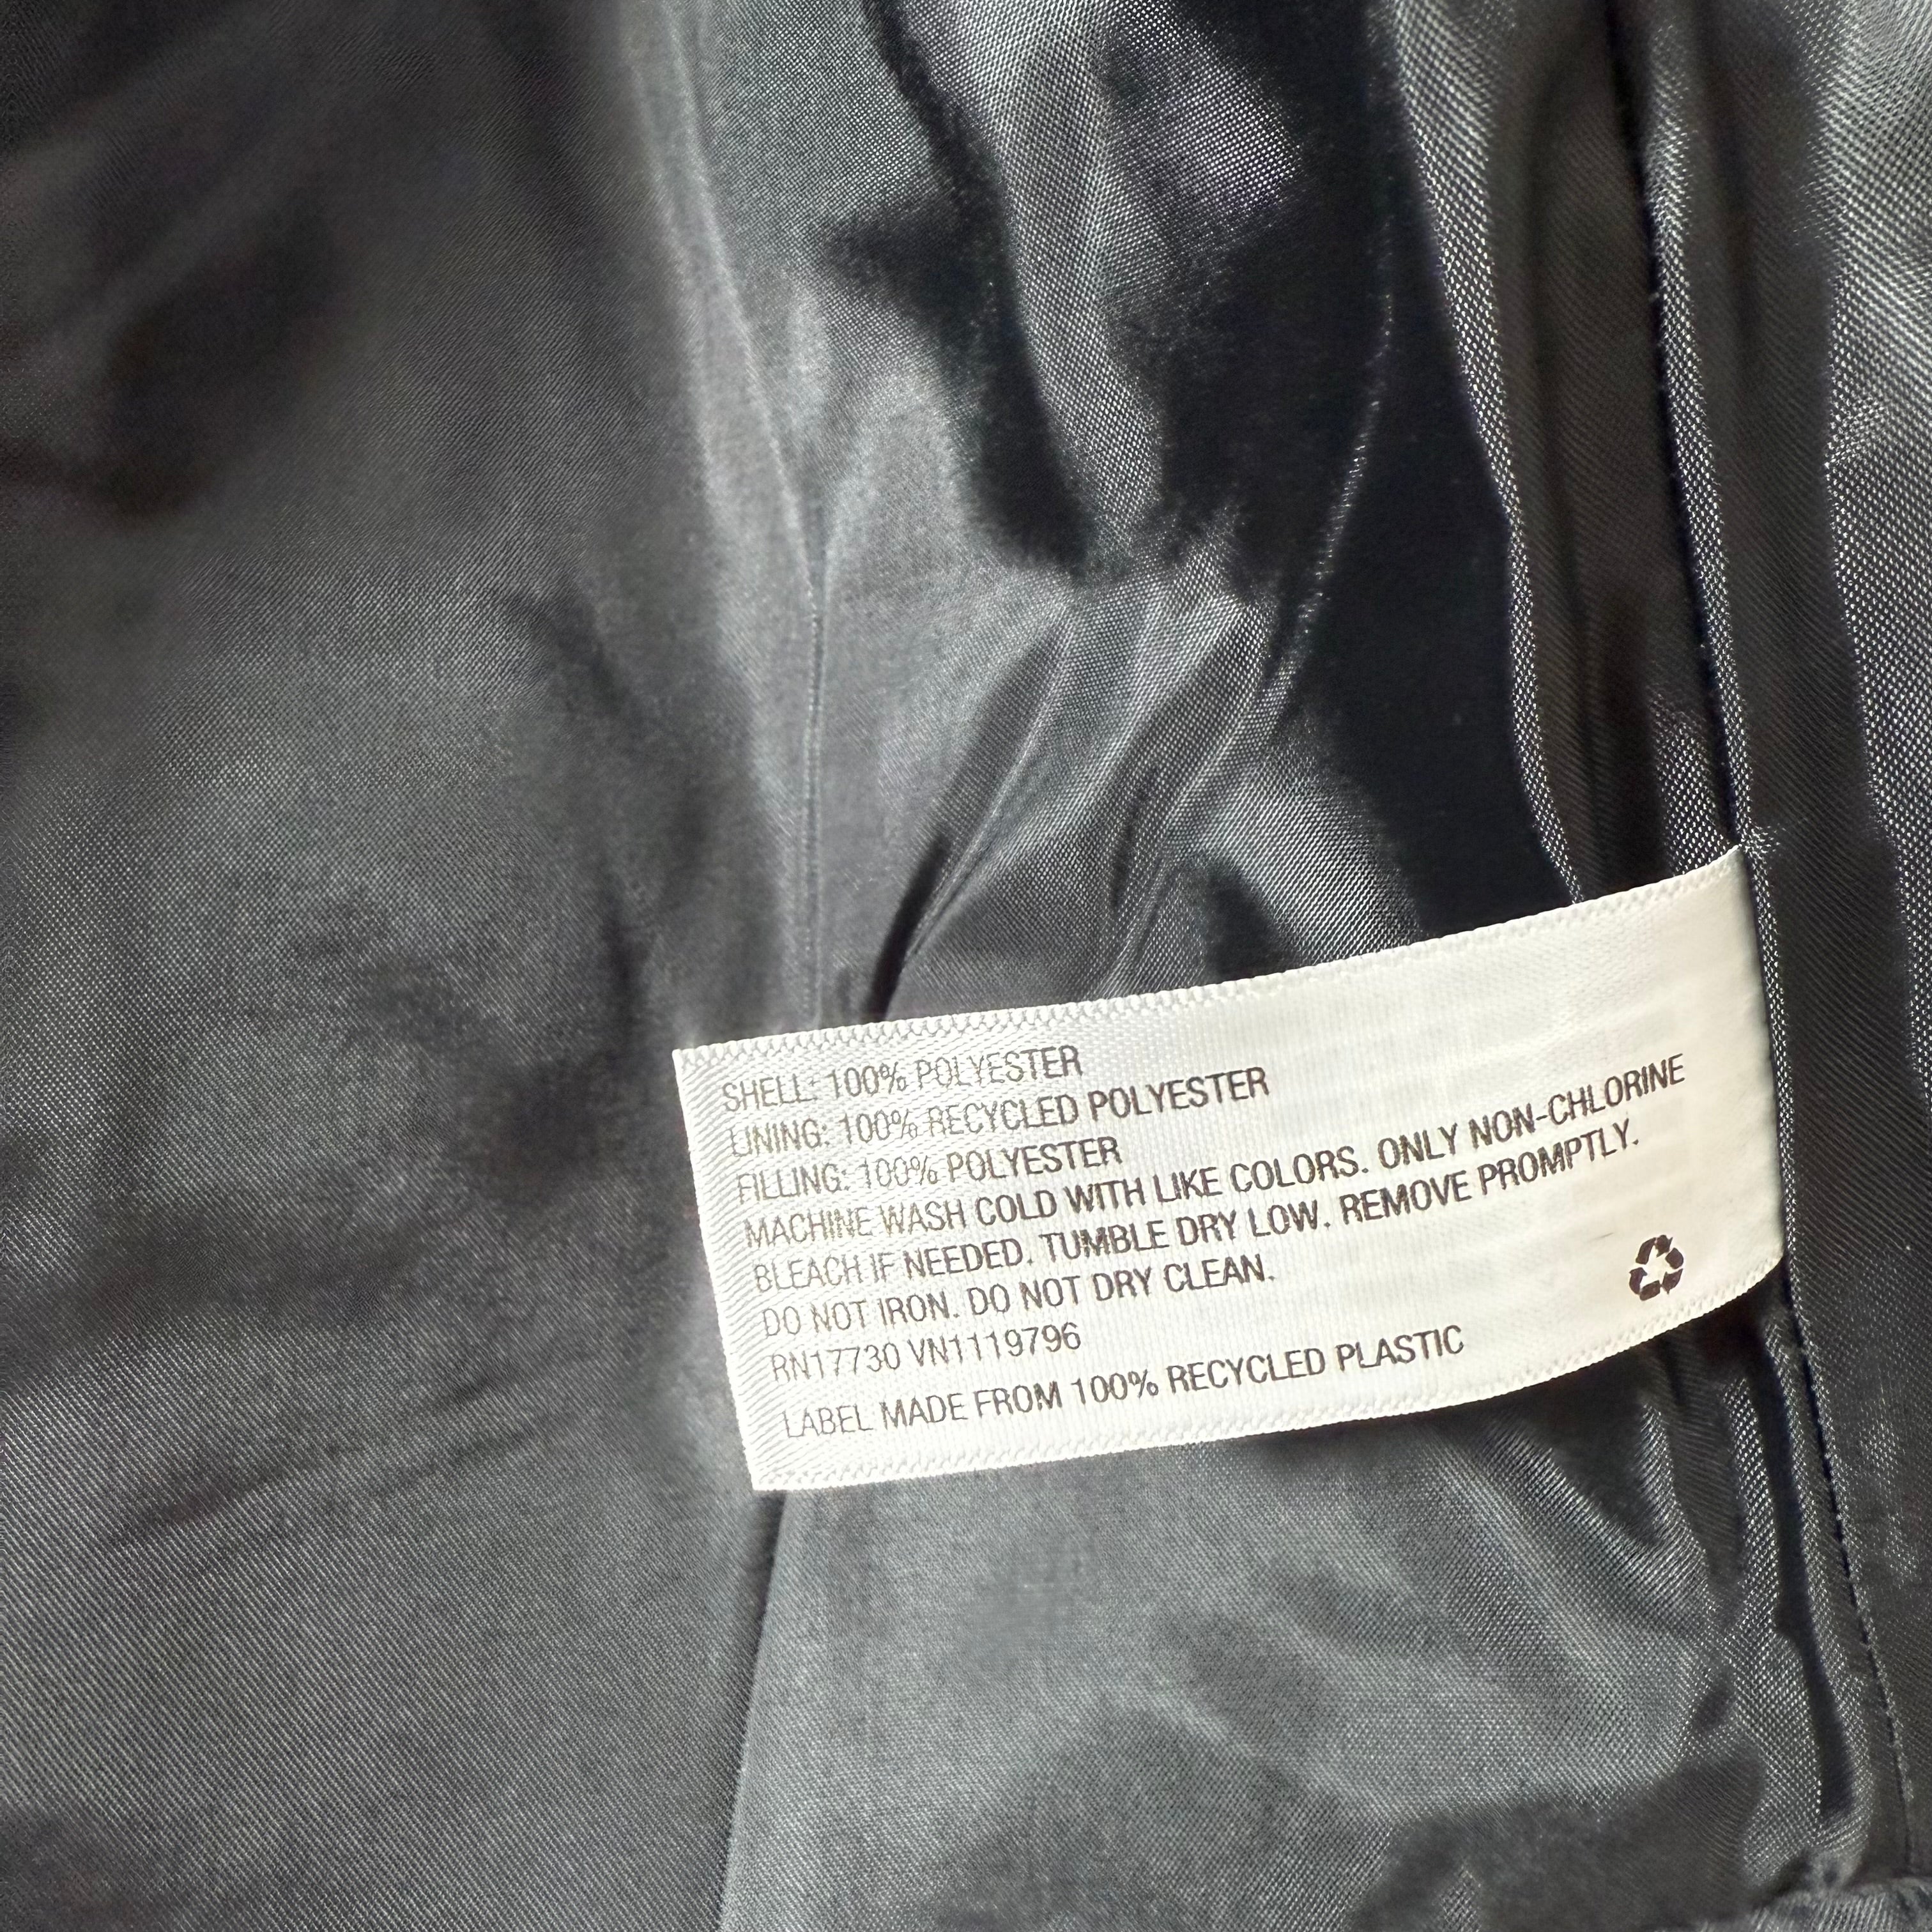 SHELL: 100% POLYESTER
LINING: 100% RECYCLED POLYESTER
FILLING: 100% POLYESTER
MACHINE WASH COLD WITH LIKE COLORS. ONLY NON-CHLORINE
BLEACH IF NEEDED. TUMBLE DRY LOW. REMOVE PROMPTLY.
DO NOT IRON. DO NOT DRY CLEAN.
RN17730 VN1119796
LABEL MADE FROM 100% RECYCLED PLASTIC